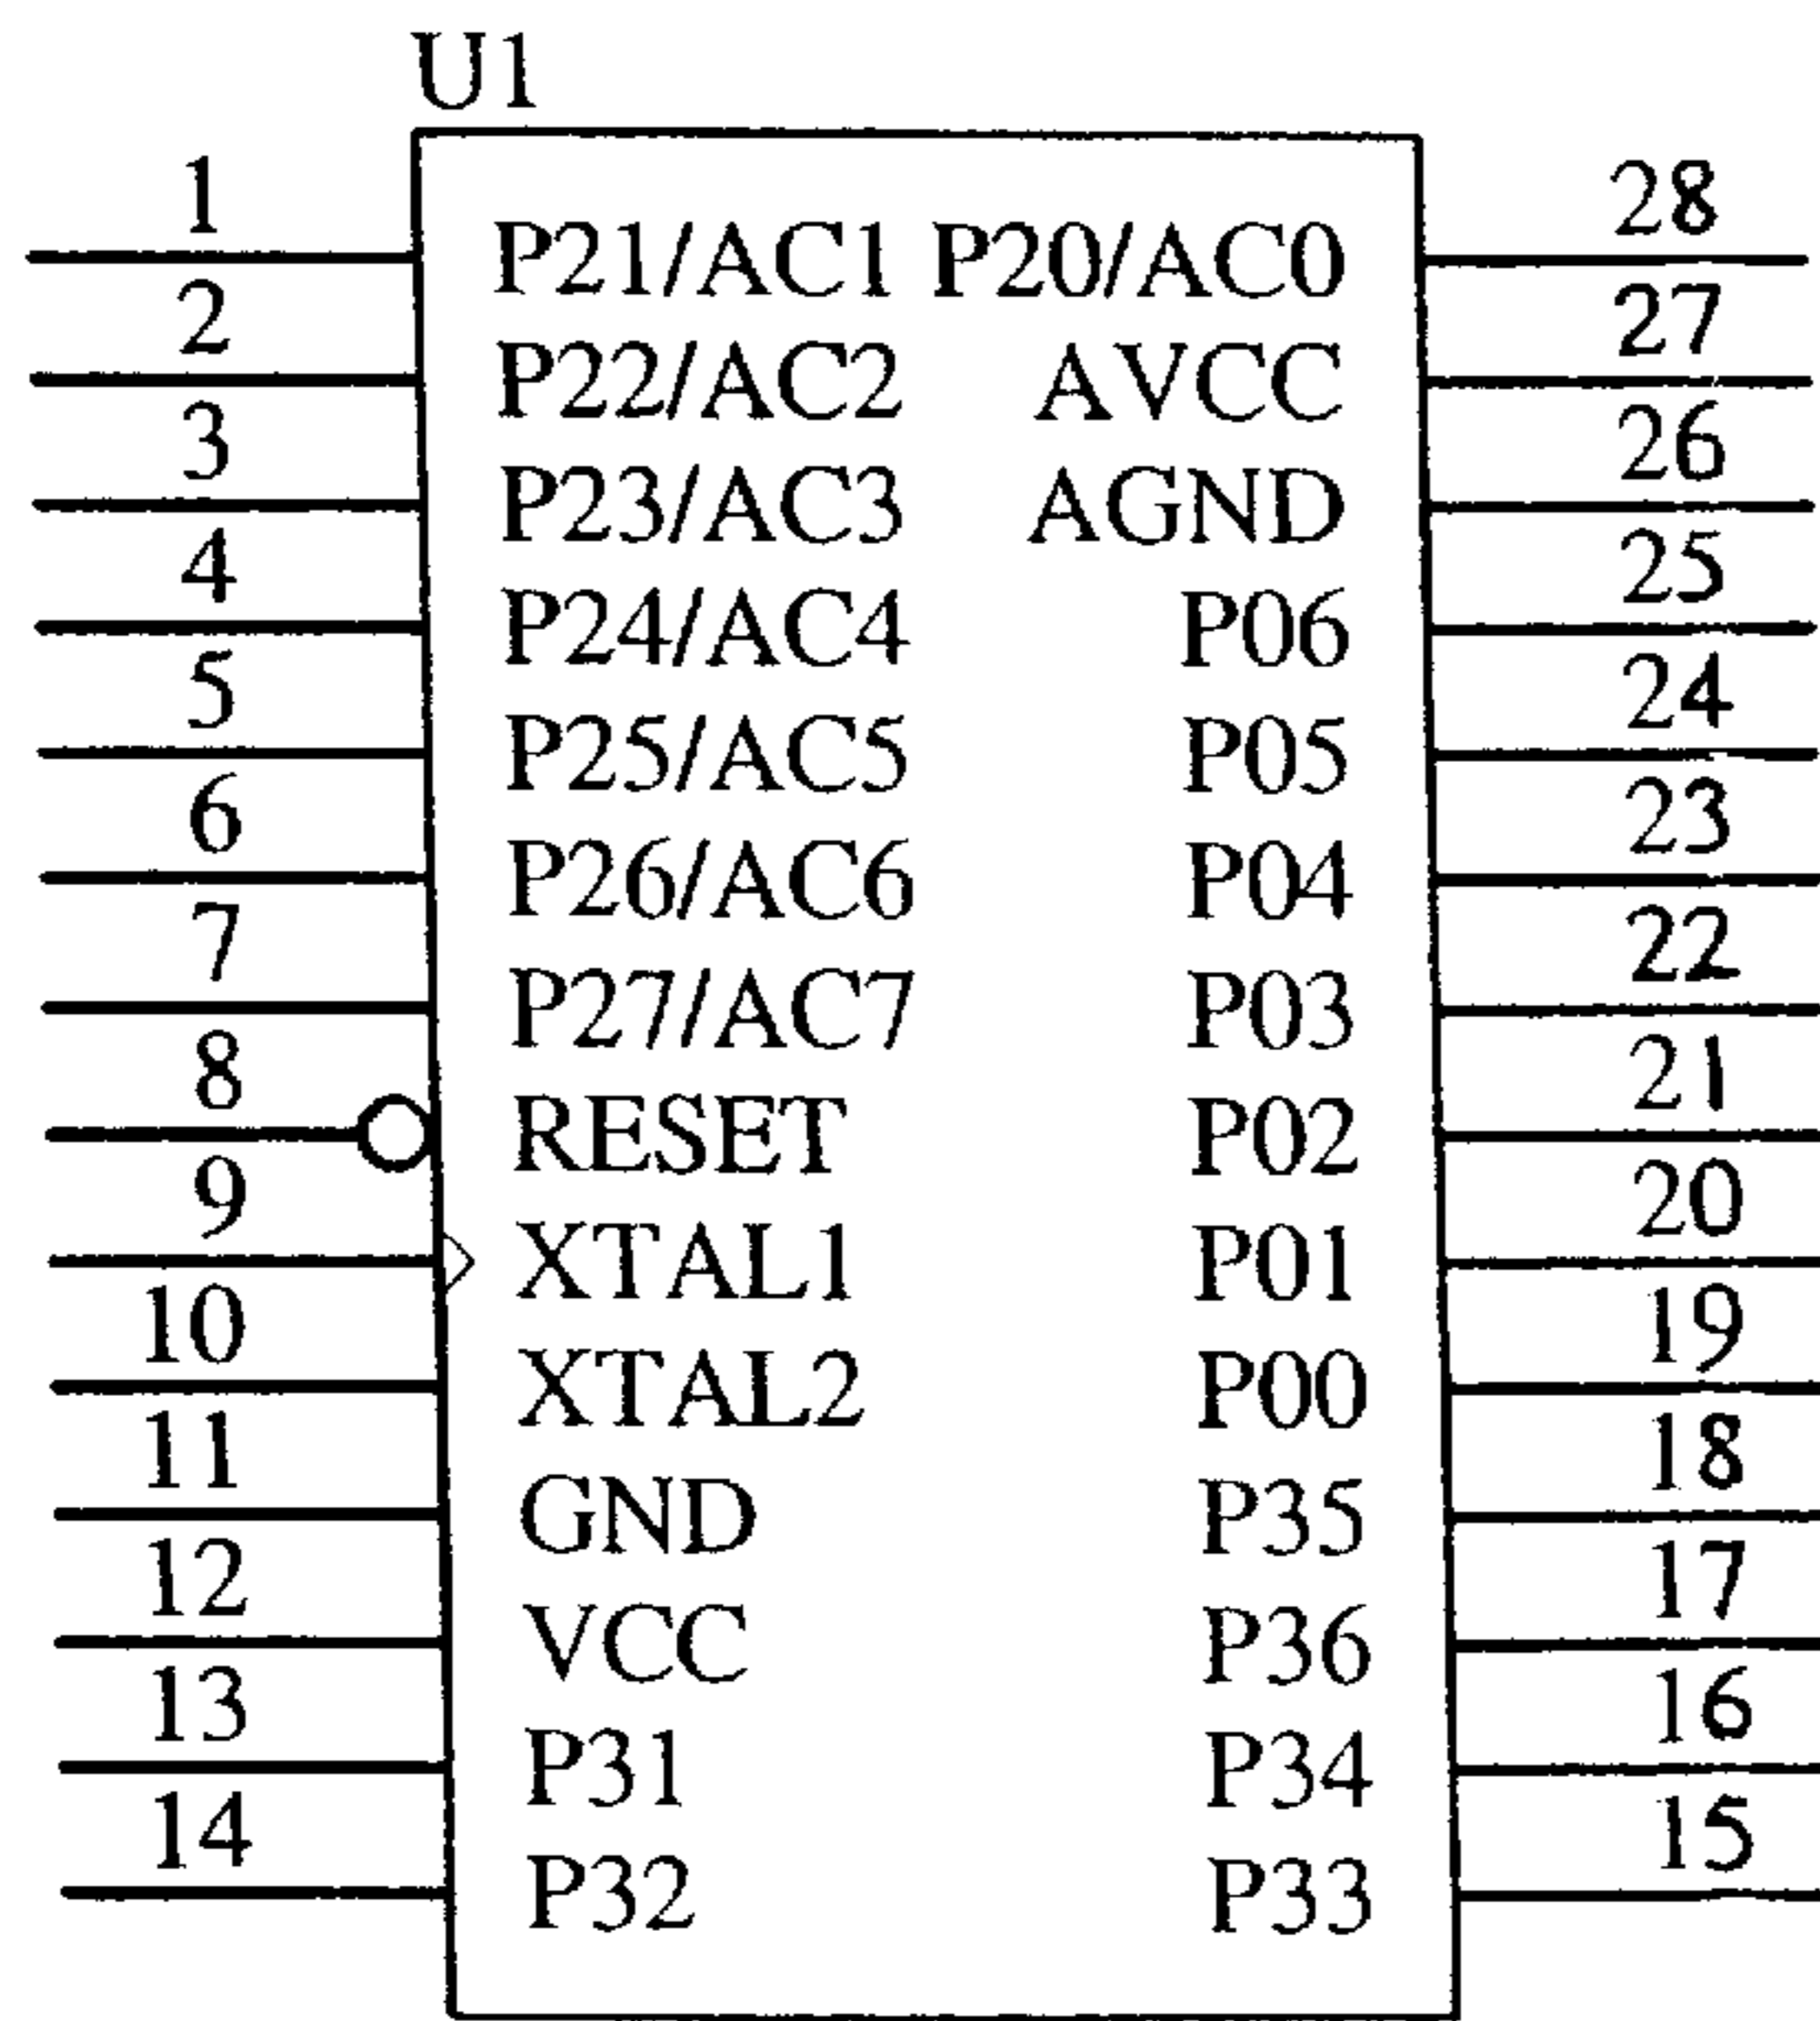 U1
1 P21/AC1 P20/AC0 28
2 P22/AC2 AVCC 27
3 P23/AC3 AGND 26
4 P24/AC4 P06 25
5 P25/AC5 P05 24
6 P26/AC6 P04 23
7 P27/AC7 P03 22
8 RESET P02 21
9 XTAL1 P01 20
10 XTAL2 P00 19
11 GND P35 18
12 VCC P36 17
13 P31 P34 16
14 P32 P33 15